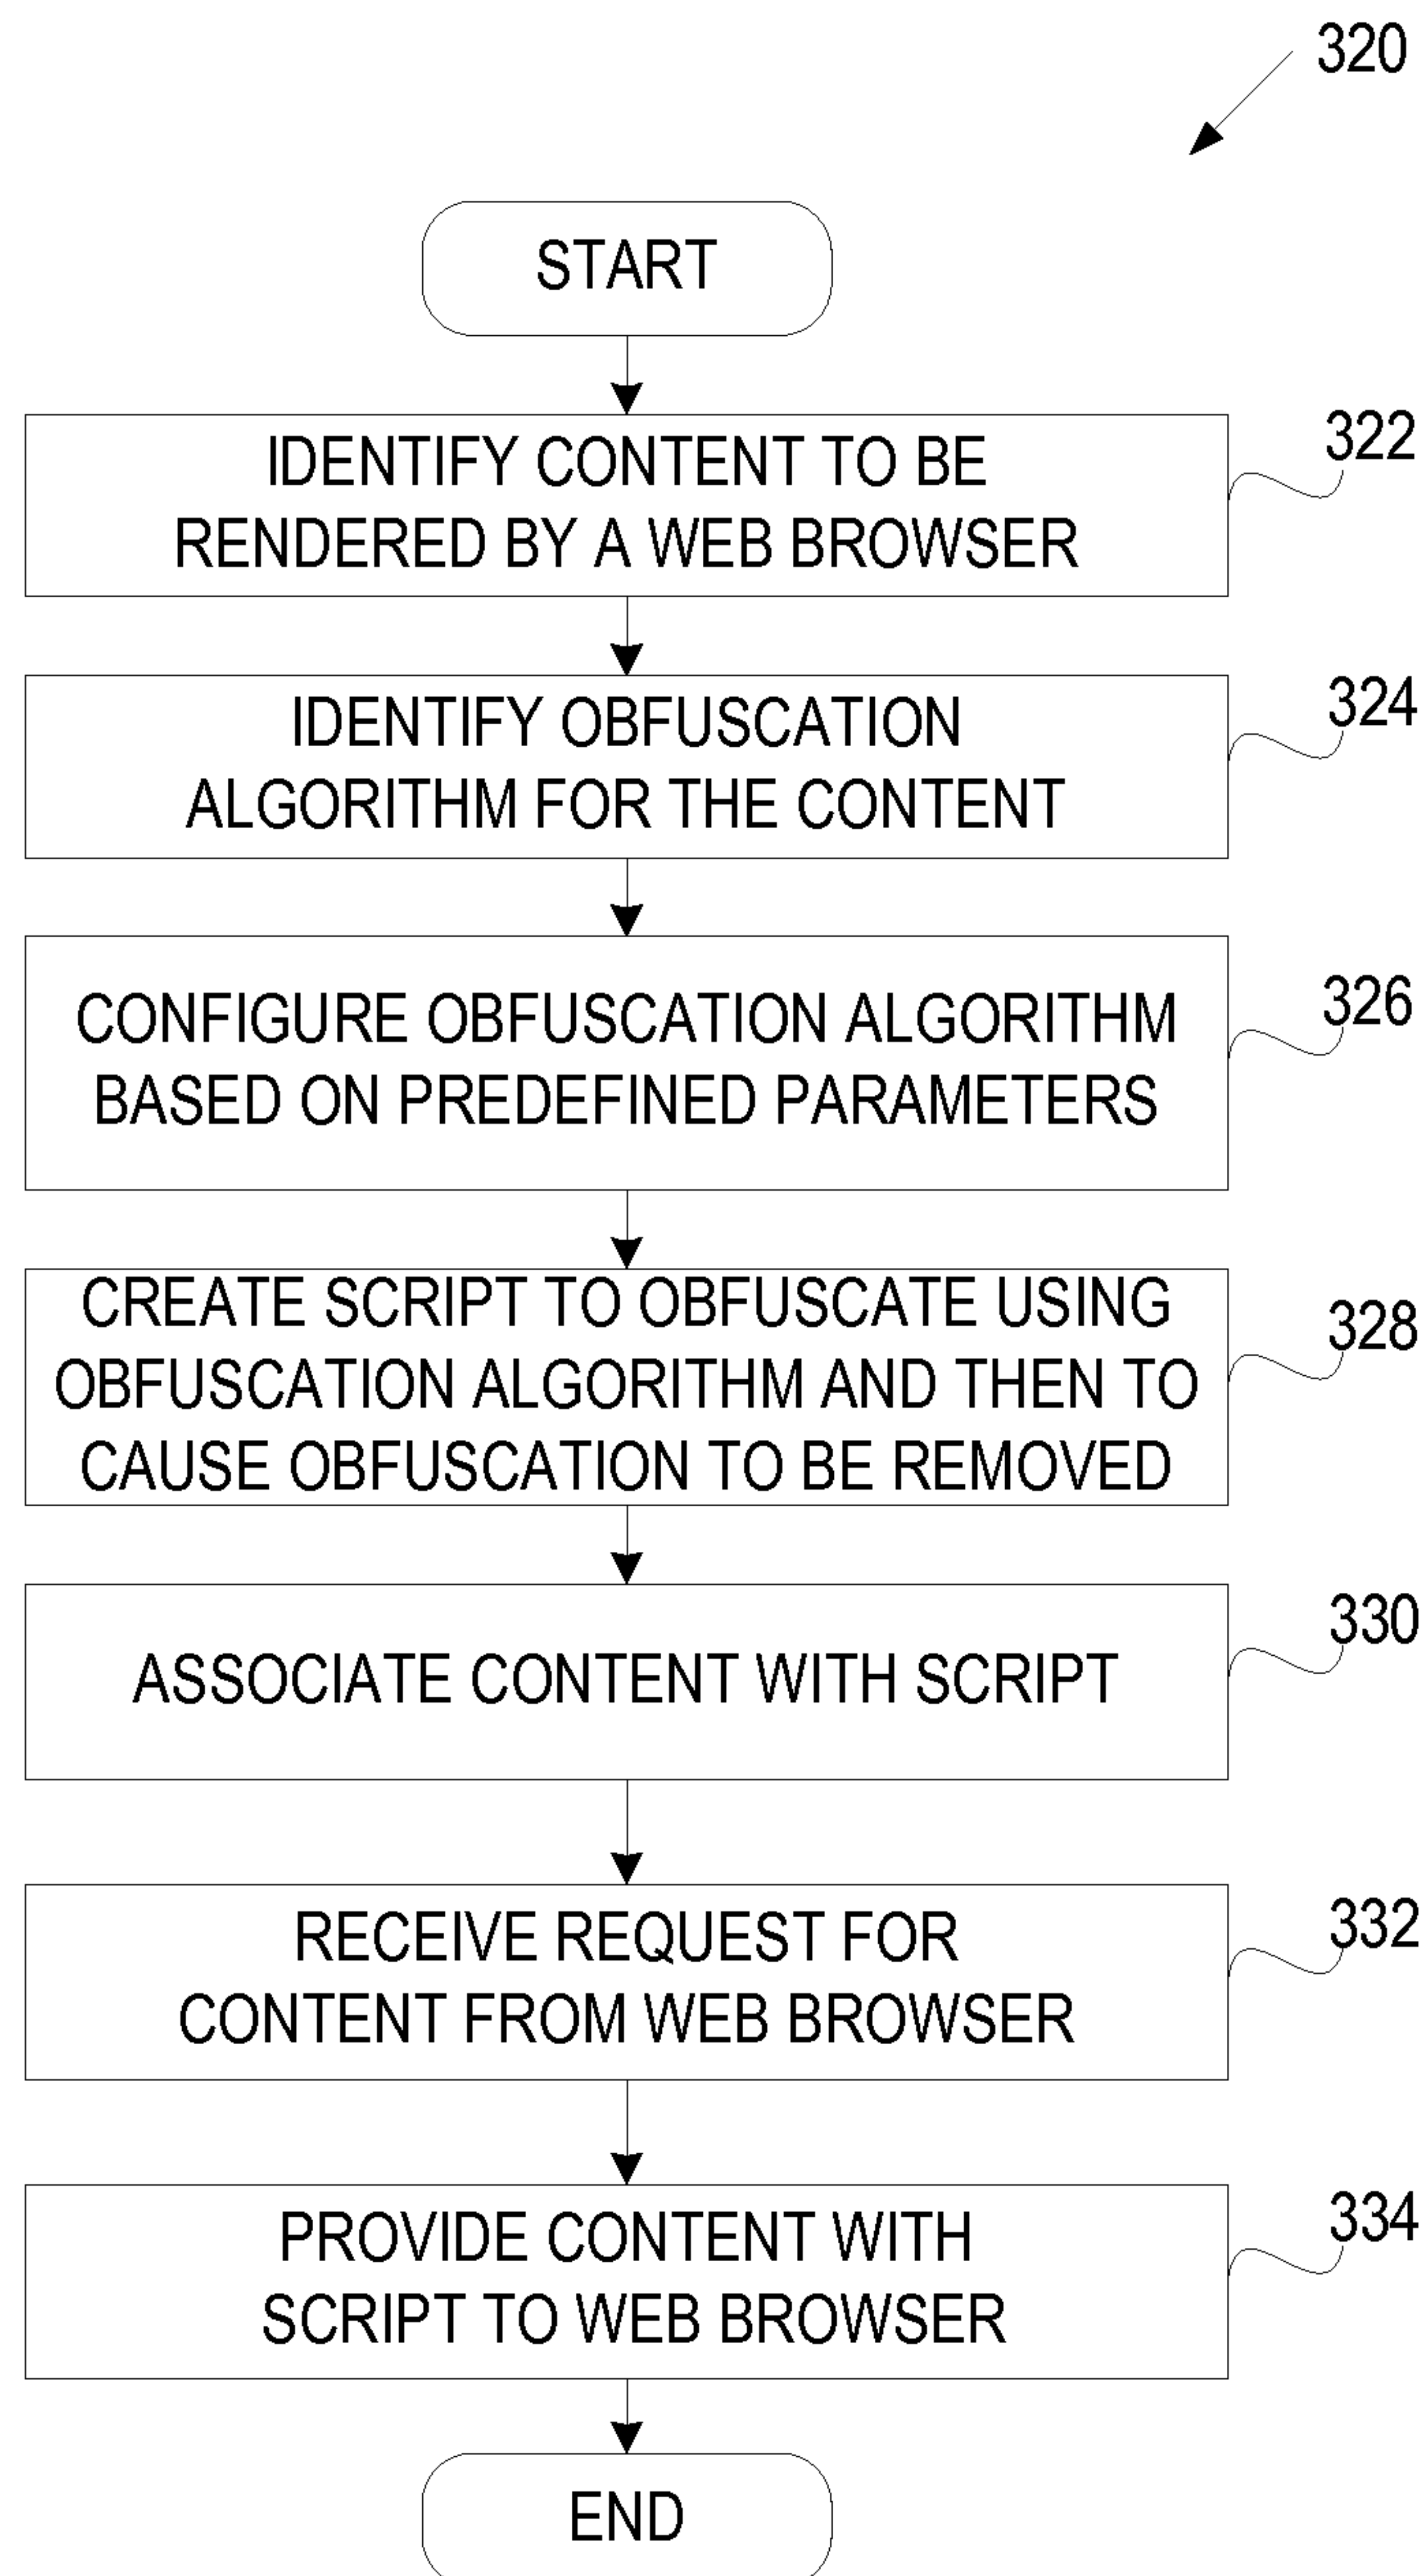 320
START
IDENTIFY CONTENT TO BE
RENDERED BY A WEB BROWSER
322
IDENTIFY OBFUSCATION
ALGORITHM FOR THE CONTENT
324
CONFIGURE OBFUSCATION ALGORITHM
BASED ON PREDEFINED PARAMETERS
326
CREATE SCRIPT TO OBFUSCATE USING
OBFUSCATION ALGORITHM AND THEN TO
CAUSE OBFUSCATION TO BE REMOVED
328
ASSOCIATE CONTENT WITH SCRIPT
330
RECEIVE REQUEST FOR
CONTENT FROM WEB BROWSER
332
PROVIDE CONTENT WITH
SCRIPT TO WEB BROWSER
334
END